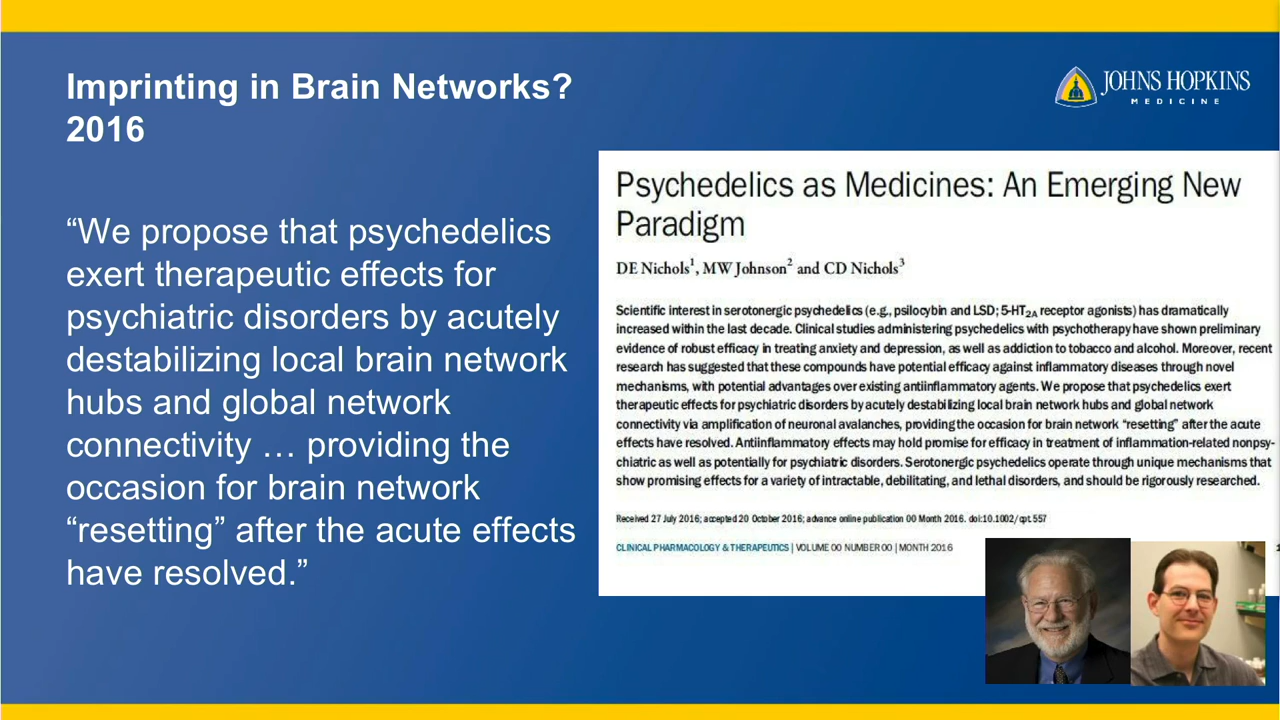 Imprinting in Brain Networks?
2016
“We propose that psychedelics
exert therapeutic effects for
psychiatric disorders by acutely
destabilizing local brain network
hubs and global network
connectivity … providing the
occasion for brain network
“resetting” after the acute effects
have resolved.”
JOHNS HOPKINS
MEDICINE
Psychedelics as Medicines: An Emerging New
Paradigm
DE Nichols1, MW Johnson2 and CD Nichols3
Scientific interest in serotonergic psychedelics (e.g., psilocybin and LSD; 5-HT2A receptor agonists) has dramatically
increased within the last decade. Clinical studies administering psychedelics with psychotherapy have shown preliminary
evidence of robust efficacy in treating anxiety and depression, as well as addiction to tobacco and alcohol. Moreover, recent
research has suggested that these compounds have potential efficacy against inflammatory diseases through novel
mechanisms, with potential advantages over existing antiinflammatory agents. We propose that psychedelics exert
therapeutic effects for psychiatric disorders by acutely destabilizing local brain network hubs and global network
connectivity via amplification of neuronal avalanches, providing the occasion for brain network “resetting” after the acute
effects have resolved. Antiinflammatory effects may hold promise for efficacy in treatment of inflammation-related nonpsy-
chiatric as well as potentially for psychiatric disorders. Serotonergic psychedelics operate through unique mechanisms that
show promising effects for a variety of intractable, debilitating, and lethal disorders, and should be rigorously researched.
Received 27 July 2016; accepted 20 October 2016; advance online publication 00 Month 2016. doi:10.1002/cpt.557
CLINICAL PHARMACOLOGY & THERAPEUTICS | VOLUME 00 NUMBER 00 | MONTH 2016